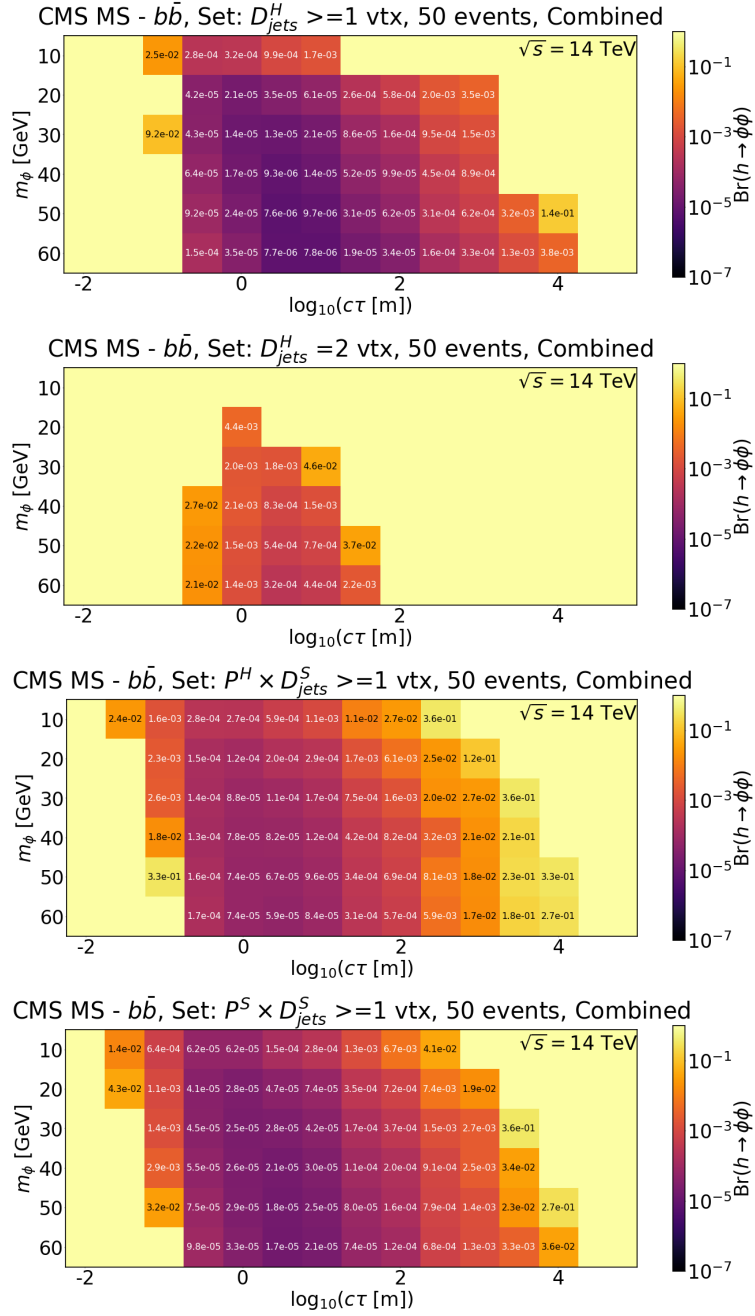 CMS MS - bb̄, Set: D^H_jets >=1 vtx, 50 events, Combined
√s = 14 TeV
10 2.5e-02 2.8e-04 3.2e-04 9.9e-04 1.7e-03
20 4.2e-05 2.1e-05 3.5e-05 6.1e-05 2.6e-04 5.8e-04 2.0e-03 3.5e-03
30 9.2e-02 4.3e-05 1.4e-05 1.3e-05 2.1e-05 8.6e-05 1.6e-04 9.5e-04 1.5e-03
40 6.4e-05 1.7e-05 9.3e-06 1.4e-05 5.2e-05 9.9e-05 4.5e-04 8.9e-04
50 9.2e-05 2.4e-05 7.6e-06 9.7e-06 3.1e-05 6.2e-05 3.1e-04 6.2e-04 3.2e-03 1.4e-01
60 1.5e-04 3.5e-05 7.7e-06 7.8e-06 1.9e-05 3.4e-05 1.6e-04 3.3e-04 1.3e-03 3.8e-03
m_ϕ [GeV]
-2 0 2 4
log₁₀(cτ [m])
10⁻¹
10⁻³
10⁻⁵
10⁻⁷
Br(h→ϕϕ)
CMS MS - bb̄, Set: D^H_jets =2 vtx, 50 events, Combined
√s = 14 TeV
10
20 4.4e-03
30 2.0e-03 1.8e-03 4.6e-02
40 2.7e-02 2.1e-03 8.3e-04 1.5e-03
50 2.2e-02 1.5e-03 5.4e-04 7.7e-04 3.7e-02
60 2.1e-02 1.4e-03 3.2e-04 4.4e-04 2.2e-03
m_ϕ [GeV]
-2 0 2 4
log₁₀(cτ [m])
10⁻¹
10⁻³
10⁻⁵
10⁻⁷
Br(h→ϕϕ)
CMS MS - bb̄, Set: P^H × D^S_jets >=1 vtx, 50 events, Combined
√s = 14 TeV
10 2.4e-02 1.6e-03 2.8e-04 2.7e-04 5.9e-04 1.1e-03 1.1e-02 2.7e-02 3.6e-01
20 2.3e-03 1.5e-04 1.2e-04 2.0e-04 2.9e-04 1.7e-03 6.1e-03 2.5e-02 1.2e-01
30 2.6e-03 1.4e-04 8.8e-05 1.1e-04 1.7e-04 7.5e-04 1.6e-03 2.0e-02 2.7e-02 3.6e-01
40 1.8e-02 1.3e-04 7.8e-05 8.2e-05 1.2e-04 4.2e-04 8.2e-04 3.2e-03 2.1e-02 2.1e-01
50 3.3e-01 1.6e-04 7.4e-05 6.7e-05 9.6e-05 3.4e-04 6.9e-04 8.1e-03 1.8e-02 2.3e-01 3.3e-01
60 1.7e-04 7.4e-05 5.9e-05 8.4e-05 3.1e-04 5.7e-04 5.9e-03 1.7e-02 1.8e-01 2.7e-01
m_ϕ [GeV]
-2 0 2 4
log₁₀(cτ [m])
10⁻¹
10⁻³
10⁻⁵
10⁻⁷
Br(h→ϕϕ)
CMS MS - bb̄, Set: P^S × D^S_jets >=1 vtx, 50 events, Combined
√s = 14 TeV
10 1.4e-02 6.4e-04 6.2e-05 6.2e-05 1.5e-04 2.8e-04 1.3e-03 6.7e-03 4.1e-02
20 4.3e-02 1.1e-03 4.1e-05 2.8e-05 4.7e-05 7.4e-05 3.5e-04 7.2e-04 7.4e-03 1.9e-02
30 1.4e-03 4.5e-05 2.5e-05 2.8e-05 4.2e-05 1.7e-04 3.7e-04 1.5e-03 2.7e-03 3.6e-01
40 2.9e-03 5.5e-05 2.6e-05 2.1e-05 3.0e-05 1.1e-04 2.0e-04 9.1e-04 2.5e-03 3.4e-02
50 3.2e-02 7.5e-05 2.9e-05 1.8e-05 2.5e-05 8.0e-05 1.6e-04 7.9e-04 1.4e-03 2.3e-02 2.7e-01
60 9.8e-05 3.3e-05 1.7e-05 2.1e-05 7.4e-05 1.2e-04 6.8e-04 1.3e-03 3.3e-03 3.6e-02
m_ϕ [GeV]
-2 0 2 4
log₁₀(cτ [m])
10⁻¹
10⁻³
10⁻⁵
10⁻⁷
Br(h→ϕϕ)